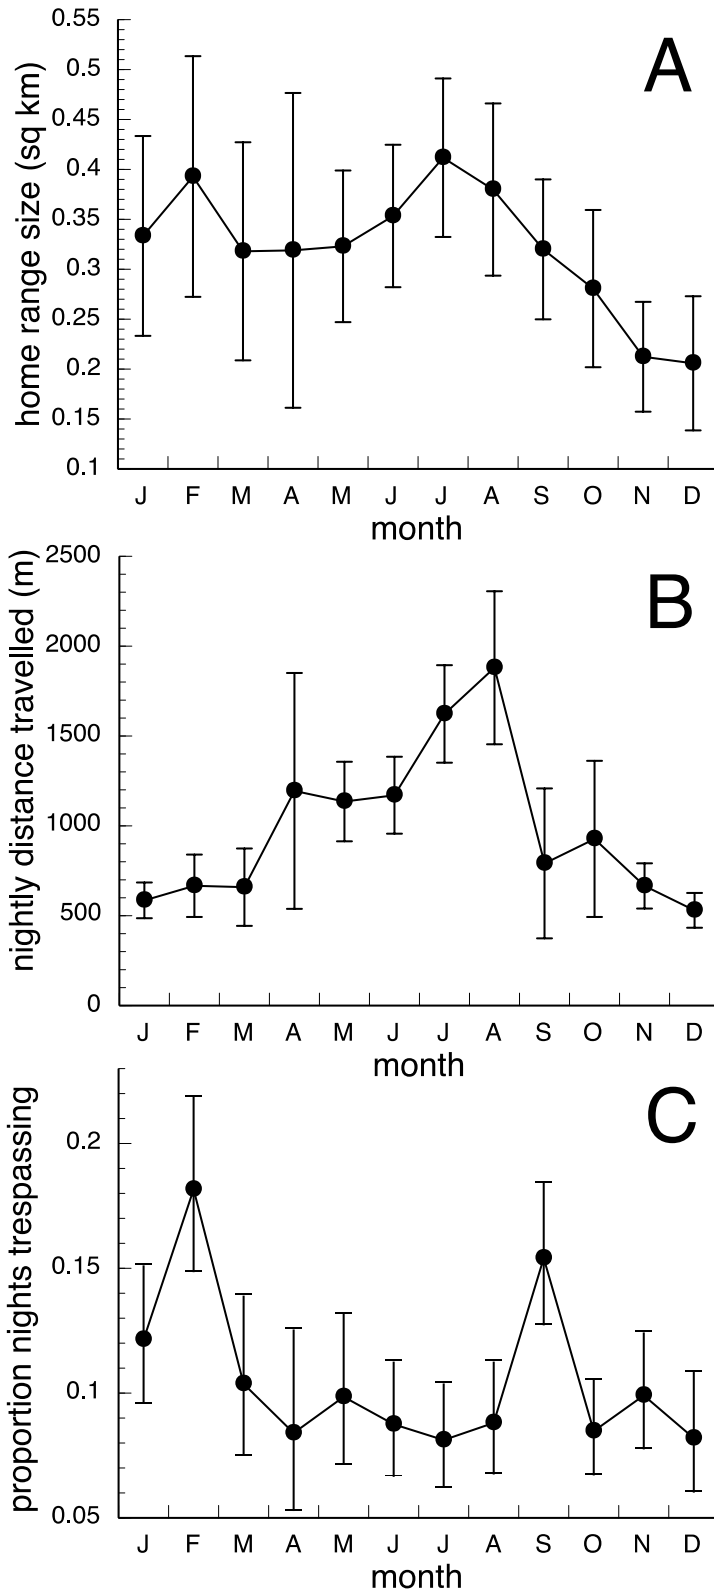 A
home range size (sq km)
0.55
0.5
0.45
0.4
0.35
0.3
0.25
0.2
0.15
0.1
J F M A M J J A S O N D
month
B
nightly distance travelled (m)
2500
2000
1500
1000
500
0
J F M A M J J A S O N D
month
C
proportion nights trespassing
0.2
0.15
0.1
0.05
J F M A M J J A S O N D
month